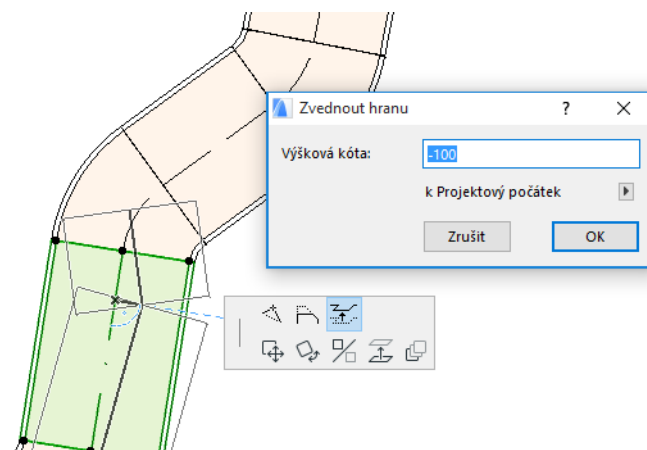 Zvednout hranu
?
Výšková kóta:
-100
k Projektový počátek
Zrušit
OK